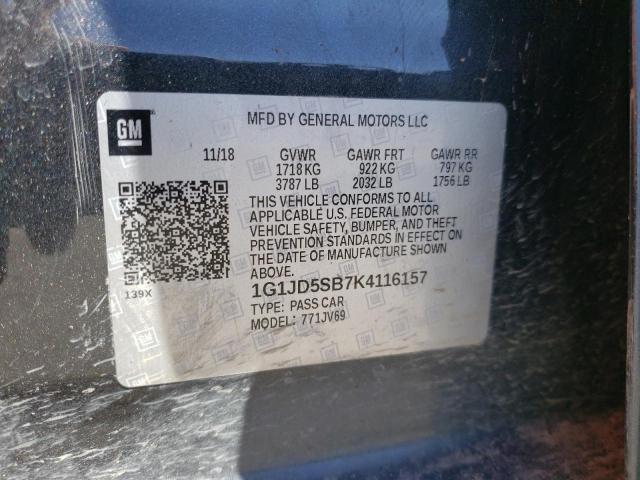 GM
MFD BY GENERAL MOTORS LLC
11/18 GVWR GAWR FRT GAWR RR
1718 KG 922 KG 797 KG
3787 LB 2032 LB 1756 LB
THIS VEHICLE CONFORMS TO ALL
APPLICABLE U.S. FEDERAL MOTOR
VEHICLE SAFETY, BUMPER, AND THEFT
PREVENTION STANDARDS IN EFFECT ON
THE DATE OF MANUFACTURE SHOWN
ABOVE.
139X
1G1JD5SB7K4116157
TYPE: PASS CAR
MODEL: 771JV69